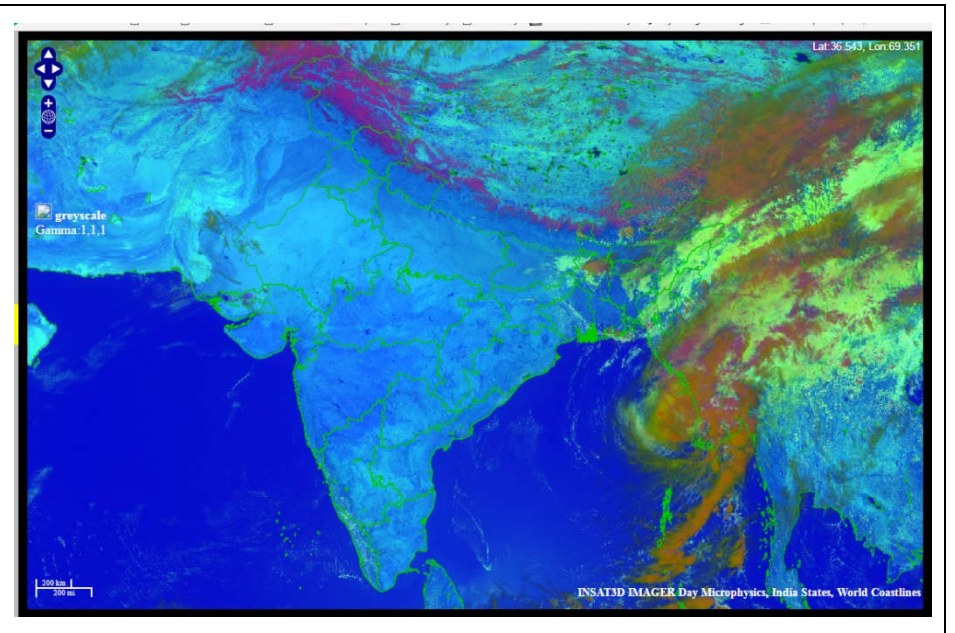 Lat:36.543, Lon:69.351
greyscale
Gamma:1,1,1
200 km
200 mi
INSAT3D IMAGER Day Microphysics, India States, World Coastlines